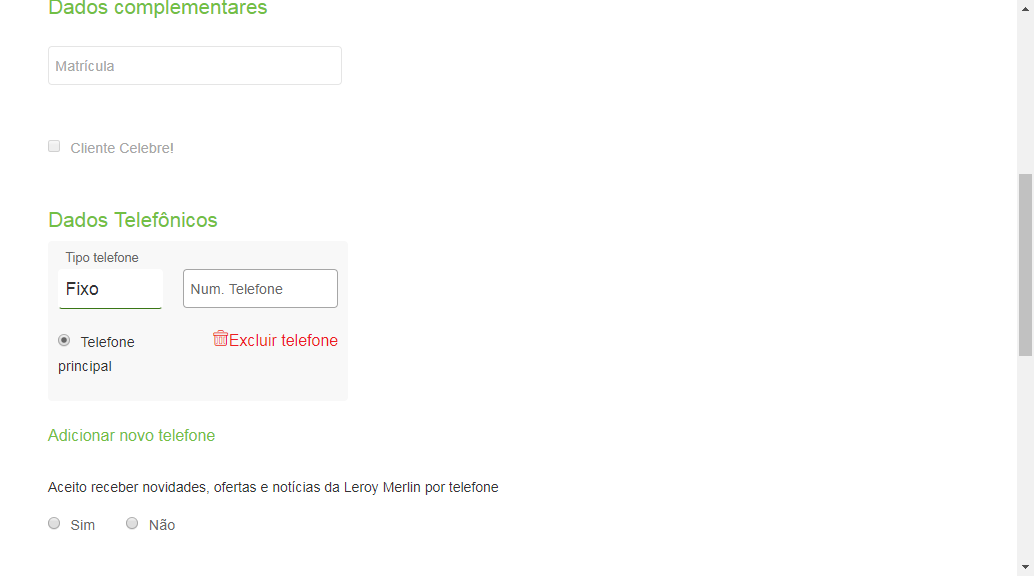 Dados complementares
Matrícula
Cliente Celebre!
Dados Telefônicos
Tipo telefone
Fixo
Num. Telefone
Telefone principal
Excluir telefone
Adicionar novo telefone
Aceito receber novidades, ofertas e notícias da Leroy Merlin por telefone
Sim
Não